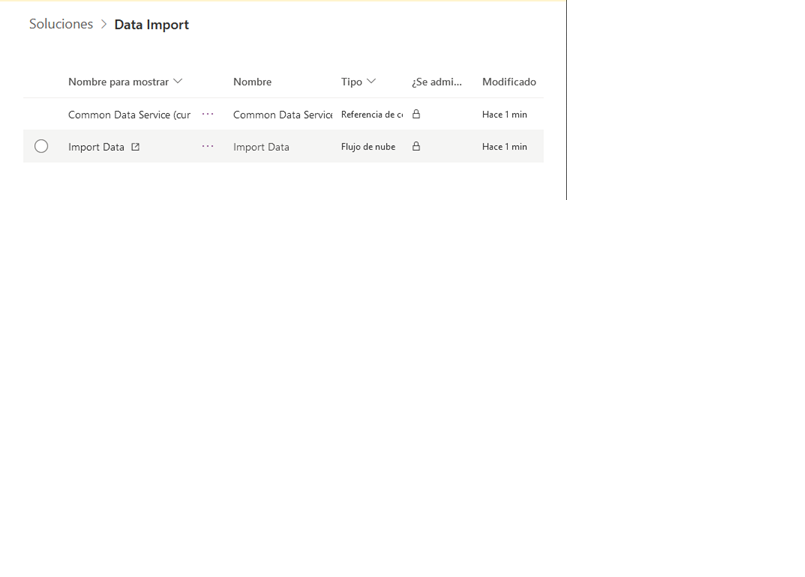 Soluciones > Data Import
Nombre para mostrar Nombre Tipo ¿Se admi... Modificado
Common Data Service (cur ... Common Data Service Referencia de Hace 1 min
Import Data ... Import Data Flujo de nube Hace 1 min